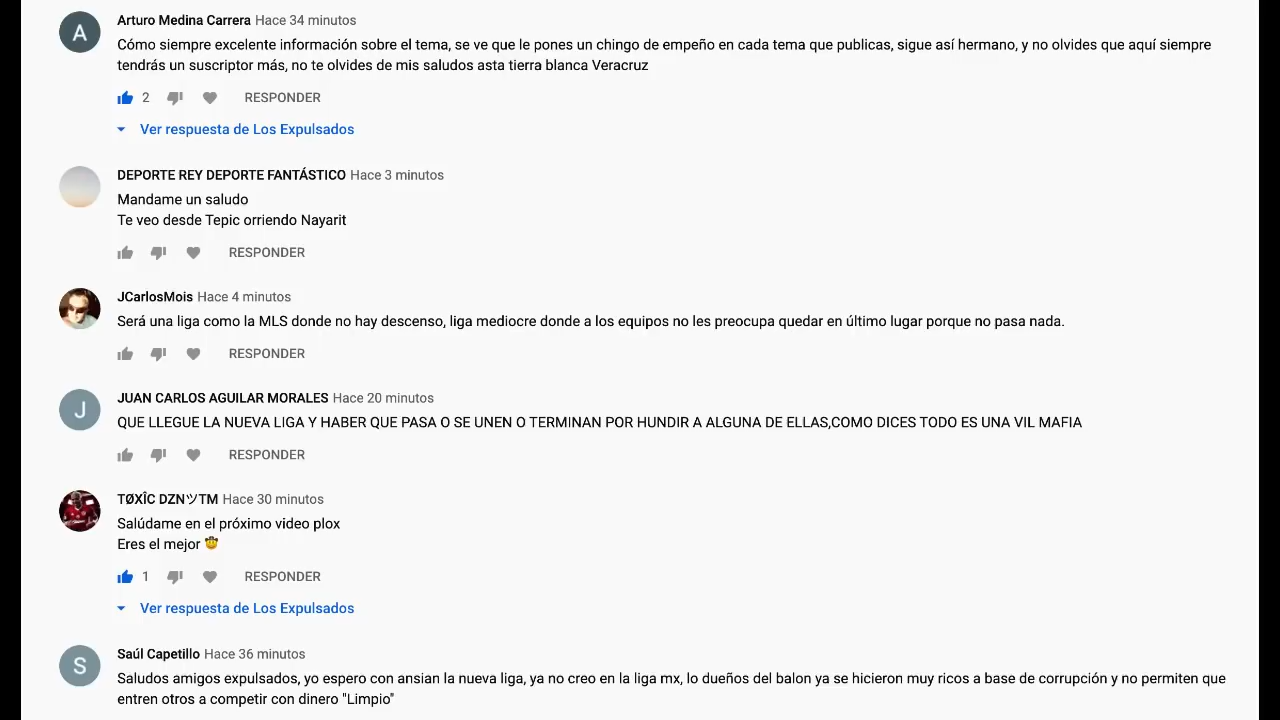 A
Arturo Medina Carrera Hace 34 minutos
Cómo siempre excelente información sobre el tema, se ve que le pones un chingo de empeño en cada tema que publicas, sigue así hermano, y no olvides que aquí siempre
tendrás un suscriptor más, no te olvides de mis saludos asta tierra blanca Veracruz
2 RESPONDER
Ver respuesta de Los Expulsados
DEPORTE REY DEPORTE FANTÁSTICO Hace 3 minutos
Mandame un saludo
Te veo desde Tepic orriendo Nayarit
RESPONDER
JCarlosMois Hace 4 minutos
Será una liga como la MLS donde no hay descenso, liga mediocre donde a los equipos no les preocupa quedar en último lugar porque no pasa nada.
RESPONDER
J
JUAN CARLOS AGUILAR MORALES Hace 20 minutos
QUE LLEGUE LA NUEVA LIGA Y HABER QUE PASA O SE UNEN O TERMINAN POR HUNDIR A ALGUNA DE ELLAS,COMO DICES TODO ES UNA VIL MAFIA
RESPONDER
TØXÎC DZNツTM Hace 30 minutos
Salúdame en el próximo video plox
Eres el mejor 🤠
1 RESPONDER
Ver respuesta de Los Expulsados
S
Saúl Capetillo Hace 36 minutos
Saludos amigos expulsados, yo espero con ansian la nueva liga, ya no creo en la liga mx, lo dueños del balon ya se hicieron muy ricos a base de corrupción y no permiten que
entren otros a competir con dinero "Limpio"